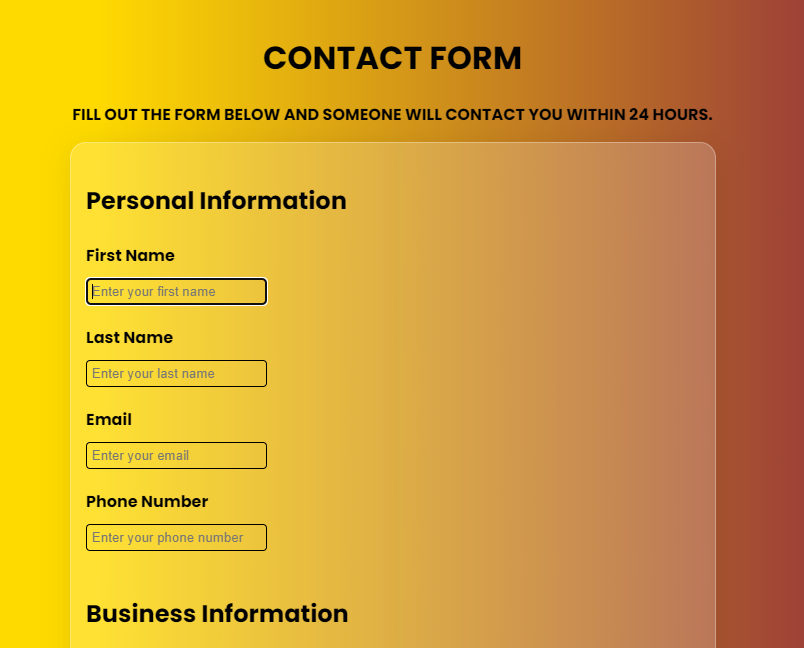 CONTACT FORM
FILL OUT THE FORM BELOW AND SOMEONE WILL CONTACT YOU WITHIN 24 HOURS.
Personal Information
First Name
Enter your first name
Last Name
Enter your last name
Email
Enter your email
Phone Number
Enter your phone number
Business Information